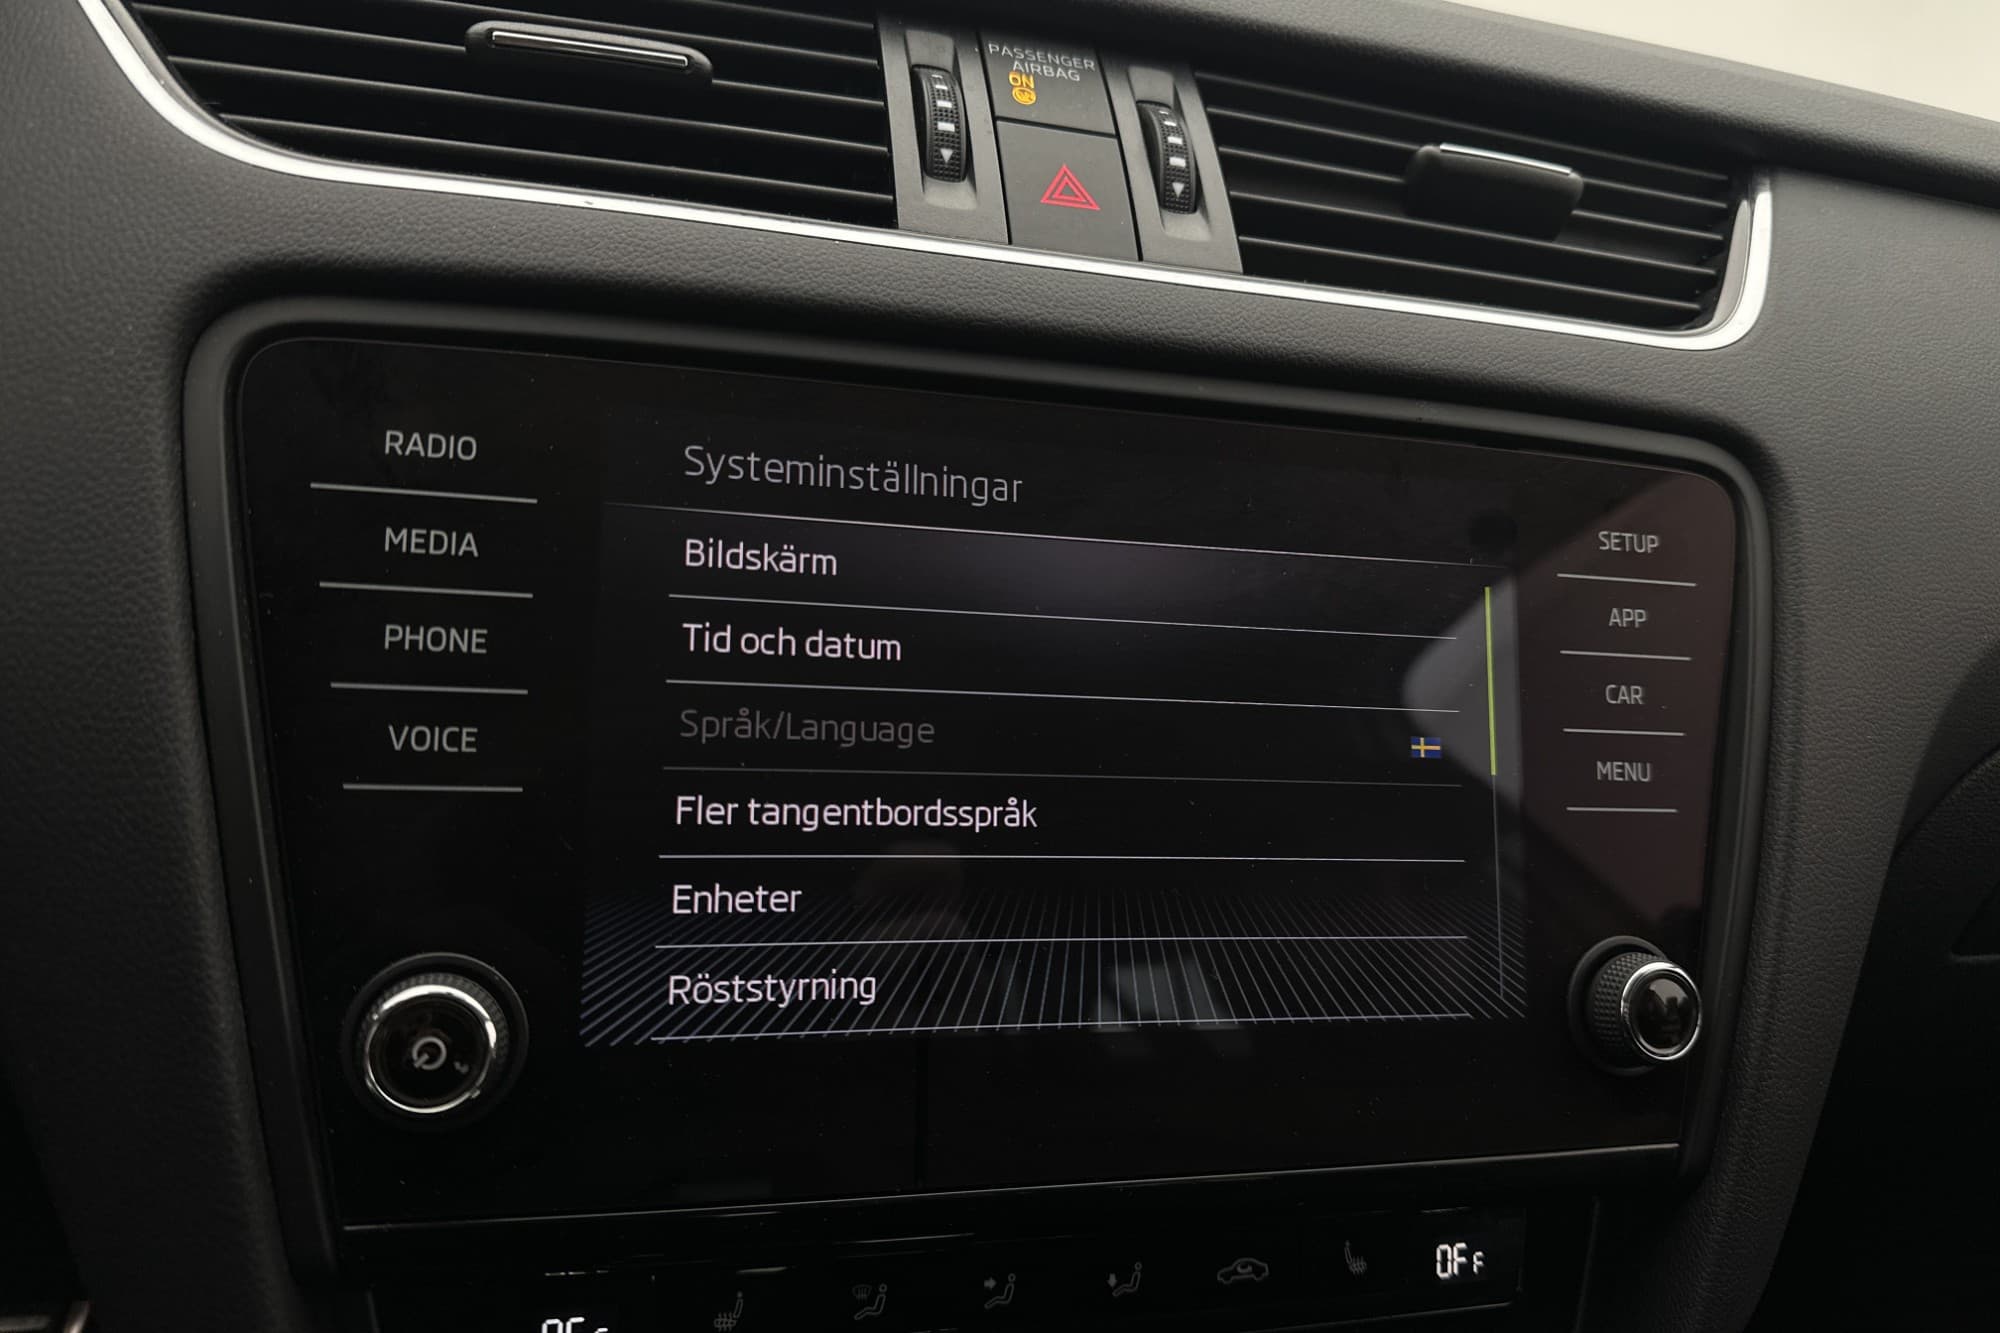 PASSENGER
AIRBAG
ON
RADIO
MEDIA
PHONE
VOICE
Systeminställningar
Bildskärm
Tid och datum
Språk/Language
Fler tangentbordsspråk
Enheter
Röststyrning
SETUP
APP
CAR
MENU
OFF